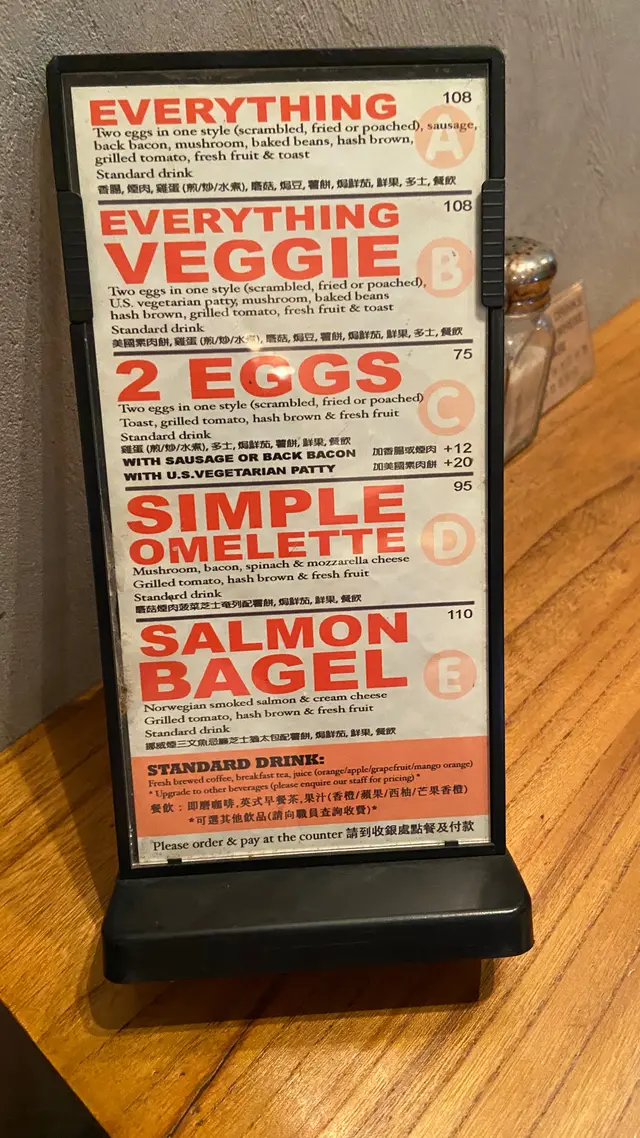 EVERYTHING 108
A
Two eggs in one style (scrambled, fried or poached), sausage,
back bacon, mushroom, baked beans, hash brown,
grilled tomato, fresh fruit & toast
Standard drink
香腸, 煙肉, 雞蛋 (煎/炒/水煮), 蘑菇, 焗豆, 薯餅, 焗鮮茄, 鮮果, 多士, 餐飲
EVERYTHING 108
VEGGIE
B
Two eggs in one style (scrambled, fried or poached),
U.S. vegetarian patty, mushroom, baked beans
hash brown, grilled tomato, fresh fruit & toast
Standard drink
美國素肉餅, 雞蛋 (煎/炒/水煮), 蘑菇, 焗豆, 薯餅, 焗鮮茄, 鮮果, 多士, 餐飲
2 EGGS 75
C
Two eggs in one style (scrambled, fried or poached)
Toast, grilled tomato, hash brown & fresh fruit
Standard drink
雞蛋 (煎/炒/水煮), 多士, 焗鮮茄, 薯餅, 鮮果, 餐飲
WITH SAUSAGE OR BACK BACON 加香腸或煙肉 +12
WITH U.S.VEGETARIAN PATTY 加美國素肉餅 +20
SIMPLE 95
OMELETTE
D
Mushroom, bacon, spinach & mozzarella cheese
Grilled tomato, hash brown & fresh fruit
Standard drink
蘑菇煙肉菠菜芝士奄列配薯餅, 焗鮮茄, 鮮果, 餐飲
SALMON 110
BAGEL
E
Norwegian smoked salmon & cream cheese
Grilled tomato, hash brown & fresh fruit
Standard drink
挪威煙三文魚忌廉芝士猶太包配薯餅, 焗鮮茄, 鮮果, 餐飲
STANDARD DRINK:
Fresh brewed coffee, breakfast tea, juice (orange/apple/grapefruit/mango orange)
* Upgrade to other beverages (please enquire our staff for pricing) *
餐飲 : 即磨咖啡, 英式早餐茶, 果汁 (香橙/蘋果/西柚/芒果香橙)
*可選其他飲品(請向職員查詢收費)*
Please order & pay at the counter 請到收銀處點餐及付款